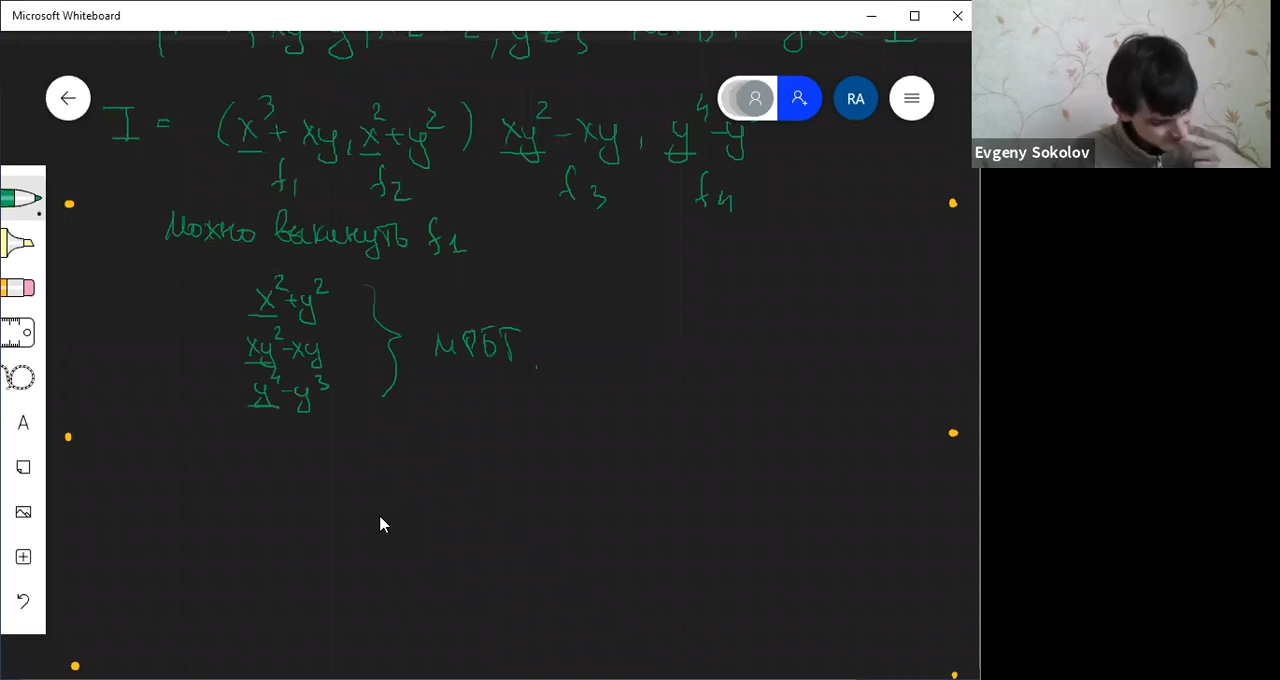 Microsoft Whiteboard
RA
Evgeny Sokolov
I = (x³ + xy, x² + y²) xy² - xy, y⁴ - y
f₁ f₂ f₃ f₄
Можно выкинуть f₁
x² + y²
xy² - xy
y⁴ - y³
МРБГ
A